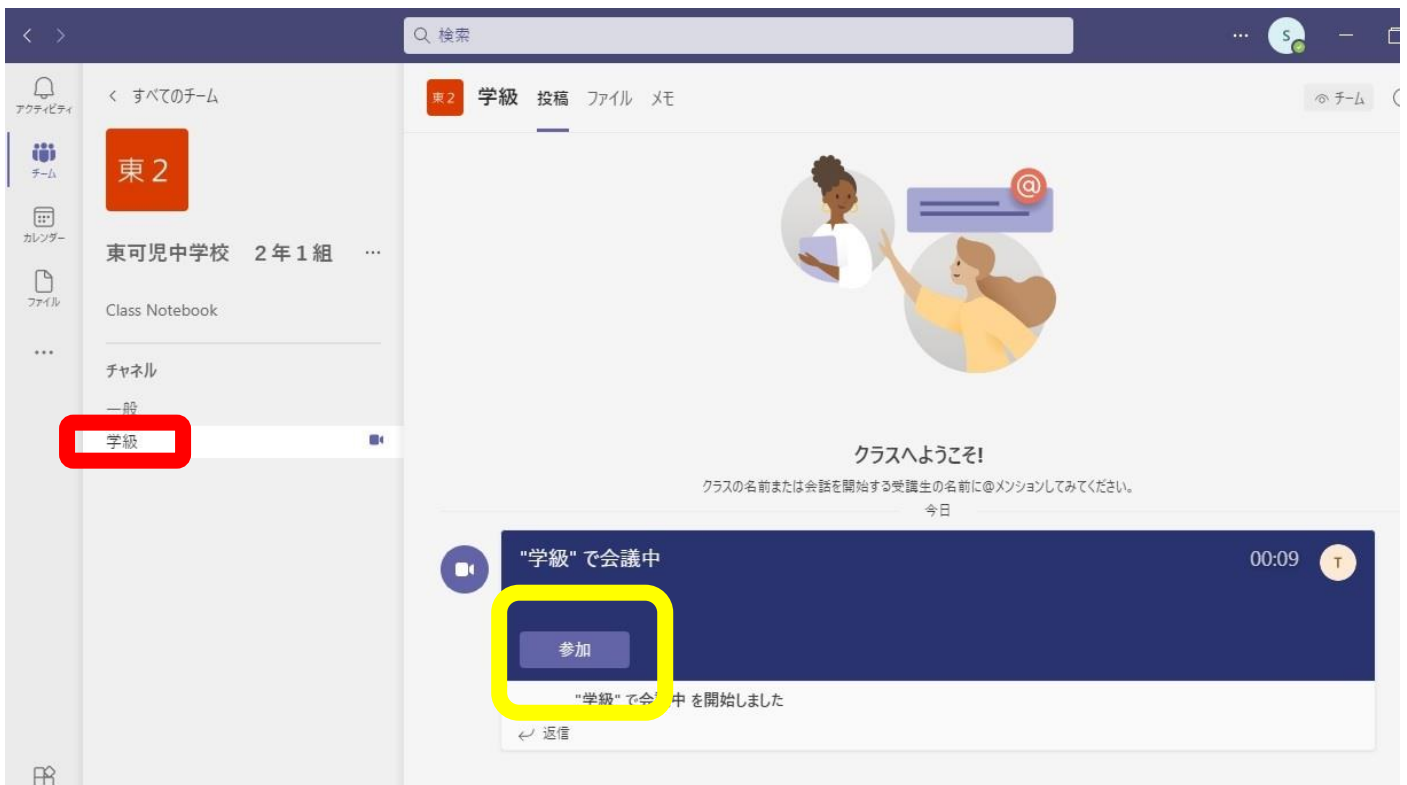 検索
...
S
アクティビティ
チーム
カレンダー
ファイル
...
すべてのチーム
東２
東可児中学校　２年１組
...
Class Notebook
チャネル
一般
学級
東２ 学級 投稿 ファイル メモ
チーム
@
クラスへようこそ!
クラスの名前または会話を開始する受講生の名前に@メンションしてみてください。
今日
"学級" で会議中 00:09 T
参加
"学級" で会議中 を開始しました
返信